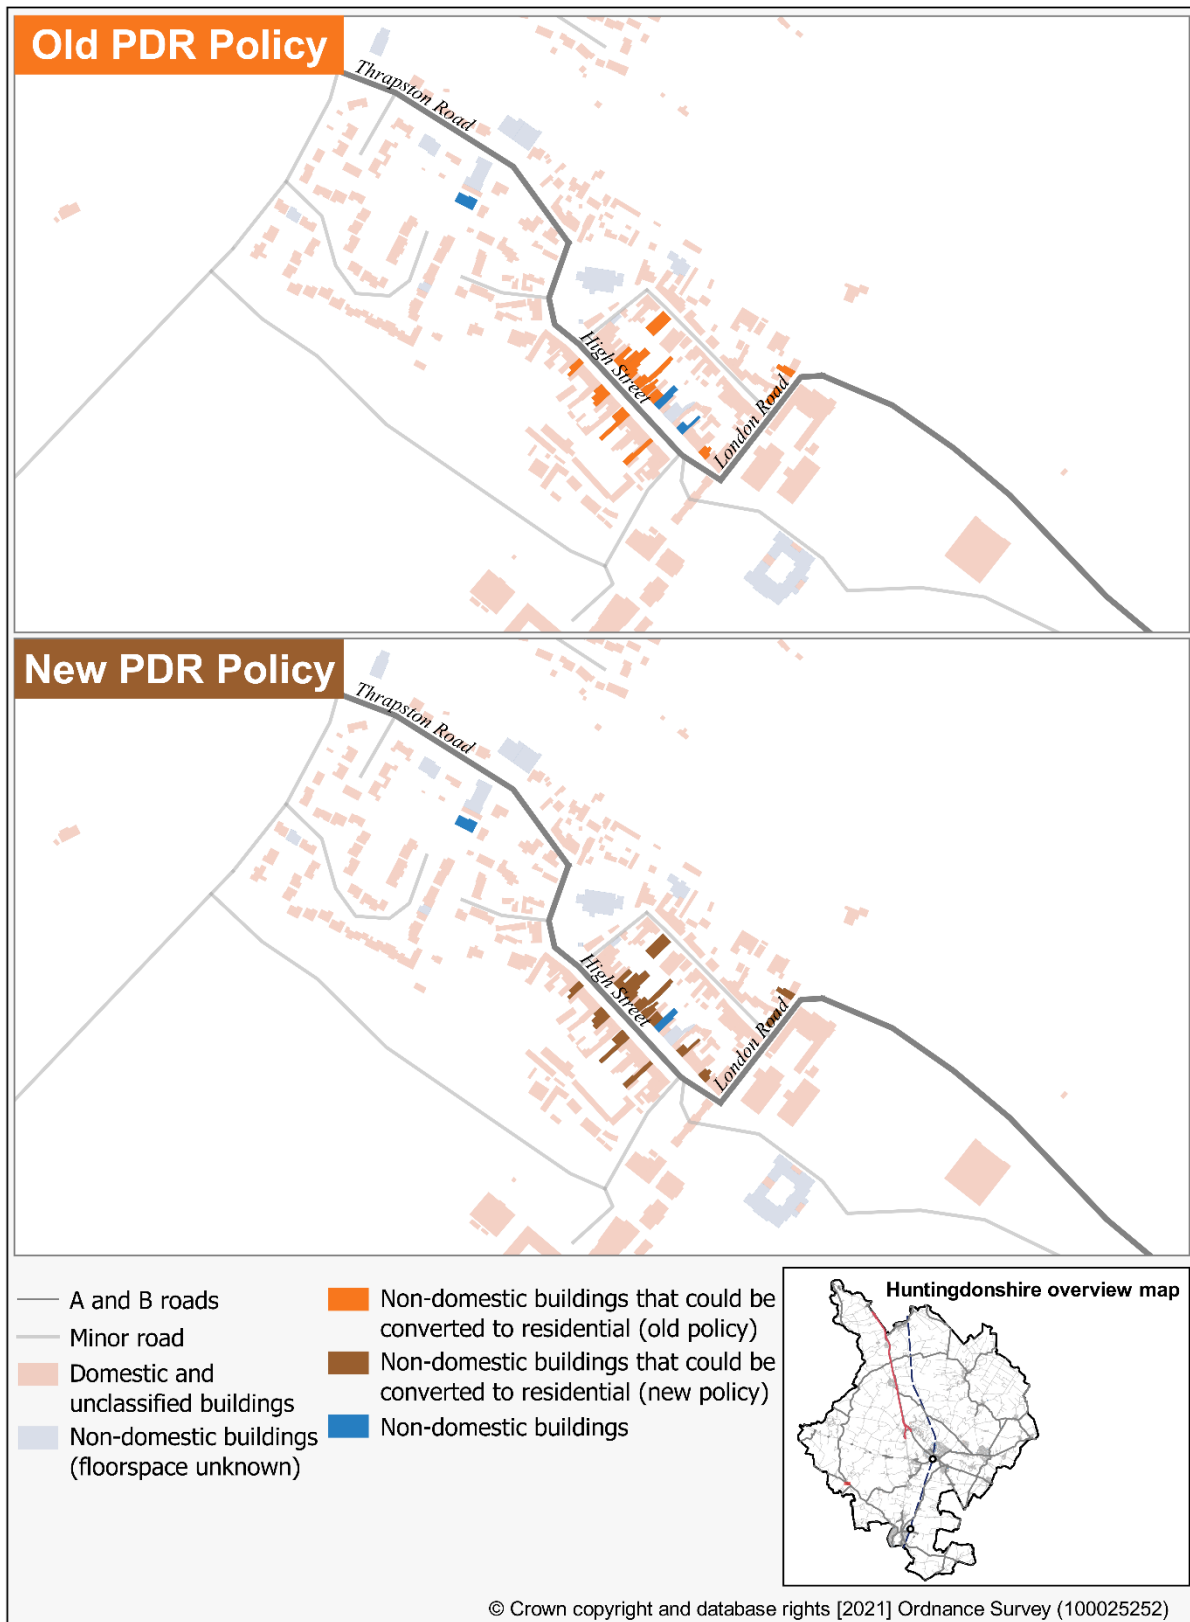 Old PDR Policy
Thrapston Road
High Street
London Road
New PDR Policy
Thrapston Road
High Street
London Road
A and B roads
Minor road
Domestic and
unclassified buildings
Non-domestic buildings
(floorspace unknown)
Non-domestic buildings that could be
converted to residential (old policy)
Non-domestic buildings that could be
converted to residential (new policy)
Non-domestic buildings
Huntingdonshire overview map
© Crown copyright and database rights [2021] Ordnance Survey (100025252)